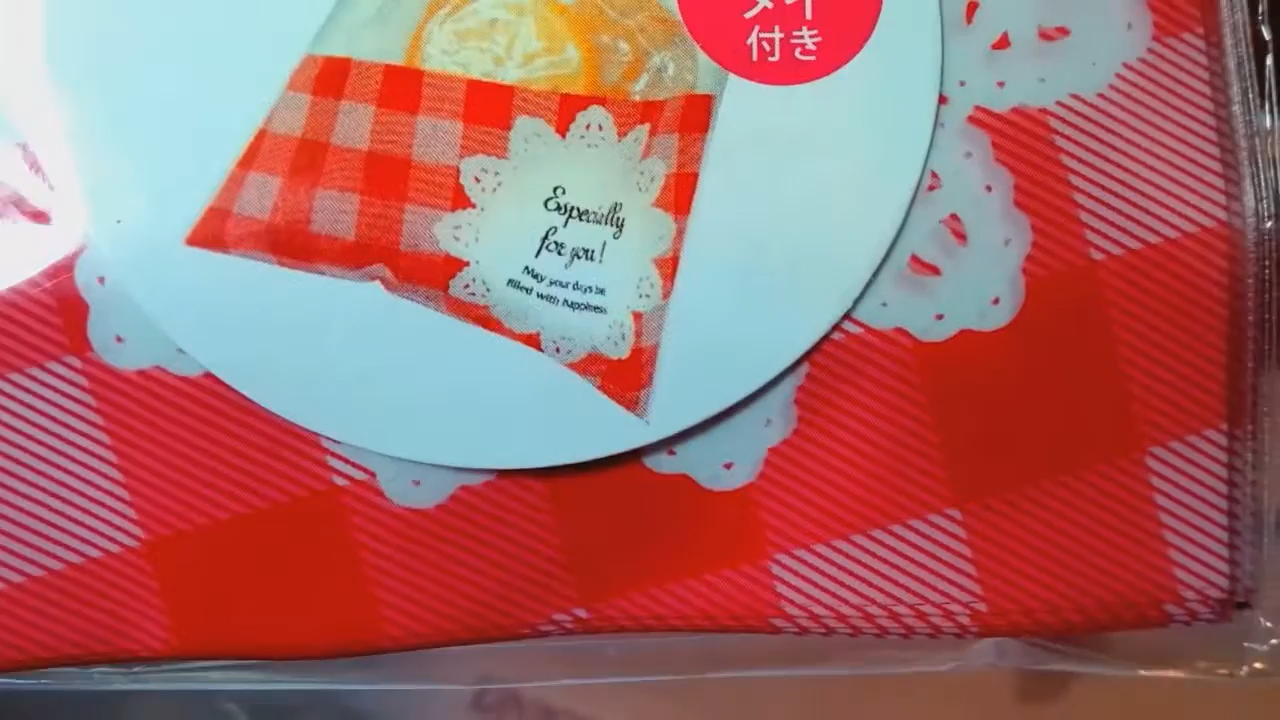 付き
Especially
for you!
May your days be
filled with happiness